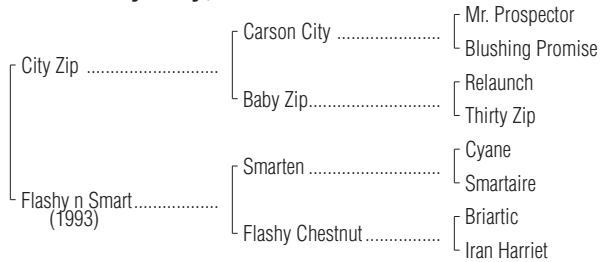 Mr. Prospector
Carson City ........................
Blushing Promise
City Zip ..............................
Relaunch
Baby Zip..............................
Thirty Zip
Cyane
Smarten ..............................
Smartaire
Flashy n Smart...................
(1993)
Briartic
Flashy Chestnut.................
Iran Harriet